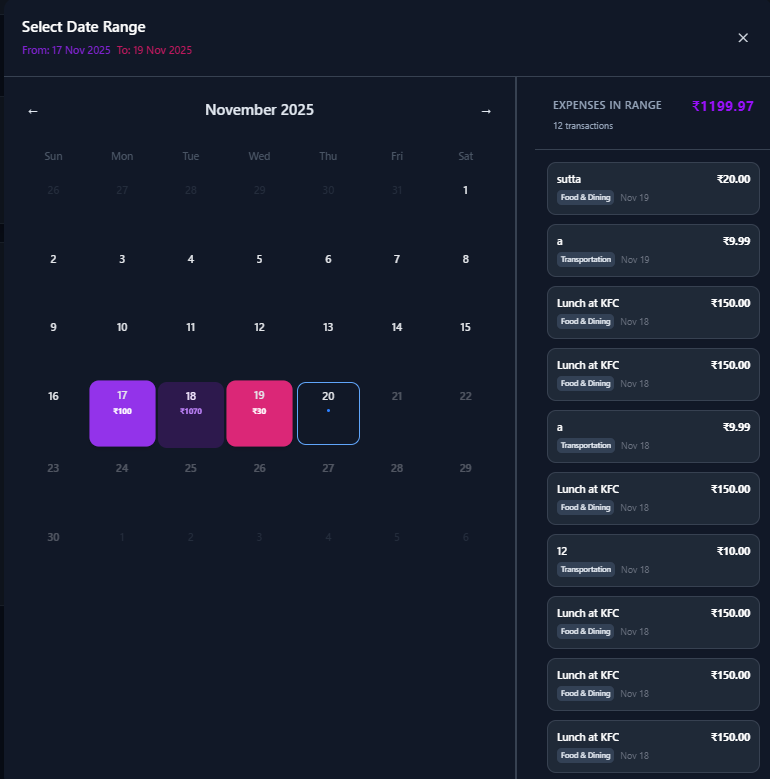 Select Date Range
From: 17 Nov 2025 To: 19 Nov 2025
×
← November 2025 →
Sun Mon Tue Wed Thu Fri Sat
26 27 28 29 30 31 1
2 3 4 5 6 7 8
9 10 11 12 13 14 15
16 17 18 19 20 21 22
₹100 ₹1070 ₹30
23 24 25 26 27 28 29
30 1 2 3 4 5 6
EXPENSES IN RANGE ₹1199.97
12 transactions
sutta ₹20.00
Food & Dining Nov 19
a ₹9.99
Transportation Nov 19
Lunch at KFC ₹150.00
Food & Dining Nov 18
Lunch at KFC ₹150.00
Food & Dining Nov 18
a ₹9.99
Transportation Nov 18
Lunch at KFC ₹150.00
Food & Dining Nov 18
12 ₹10.00
Transportation Nov 18
Lunch at KFC ₹150.00
Food & Dining Nov 18
Lunch at KFC ₹150.00
Food & Dining Nov 18
Lunch at KFC ₹150.00
Food & Dining Nov 18